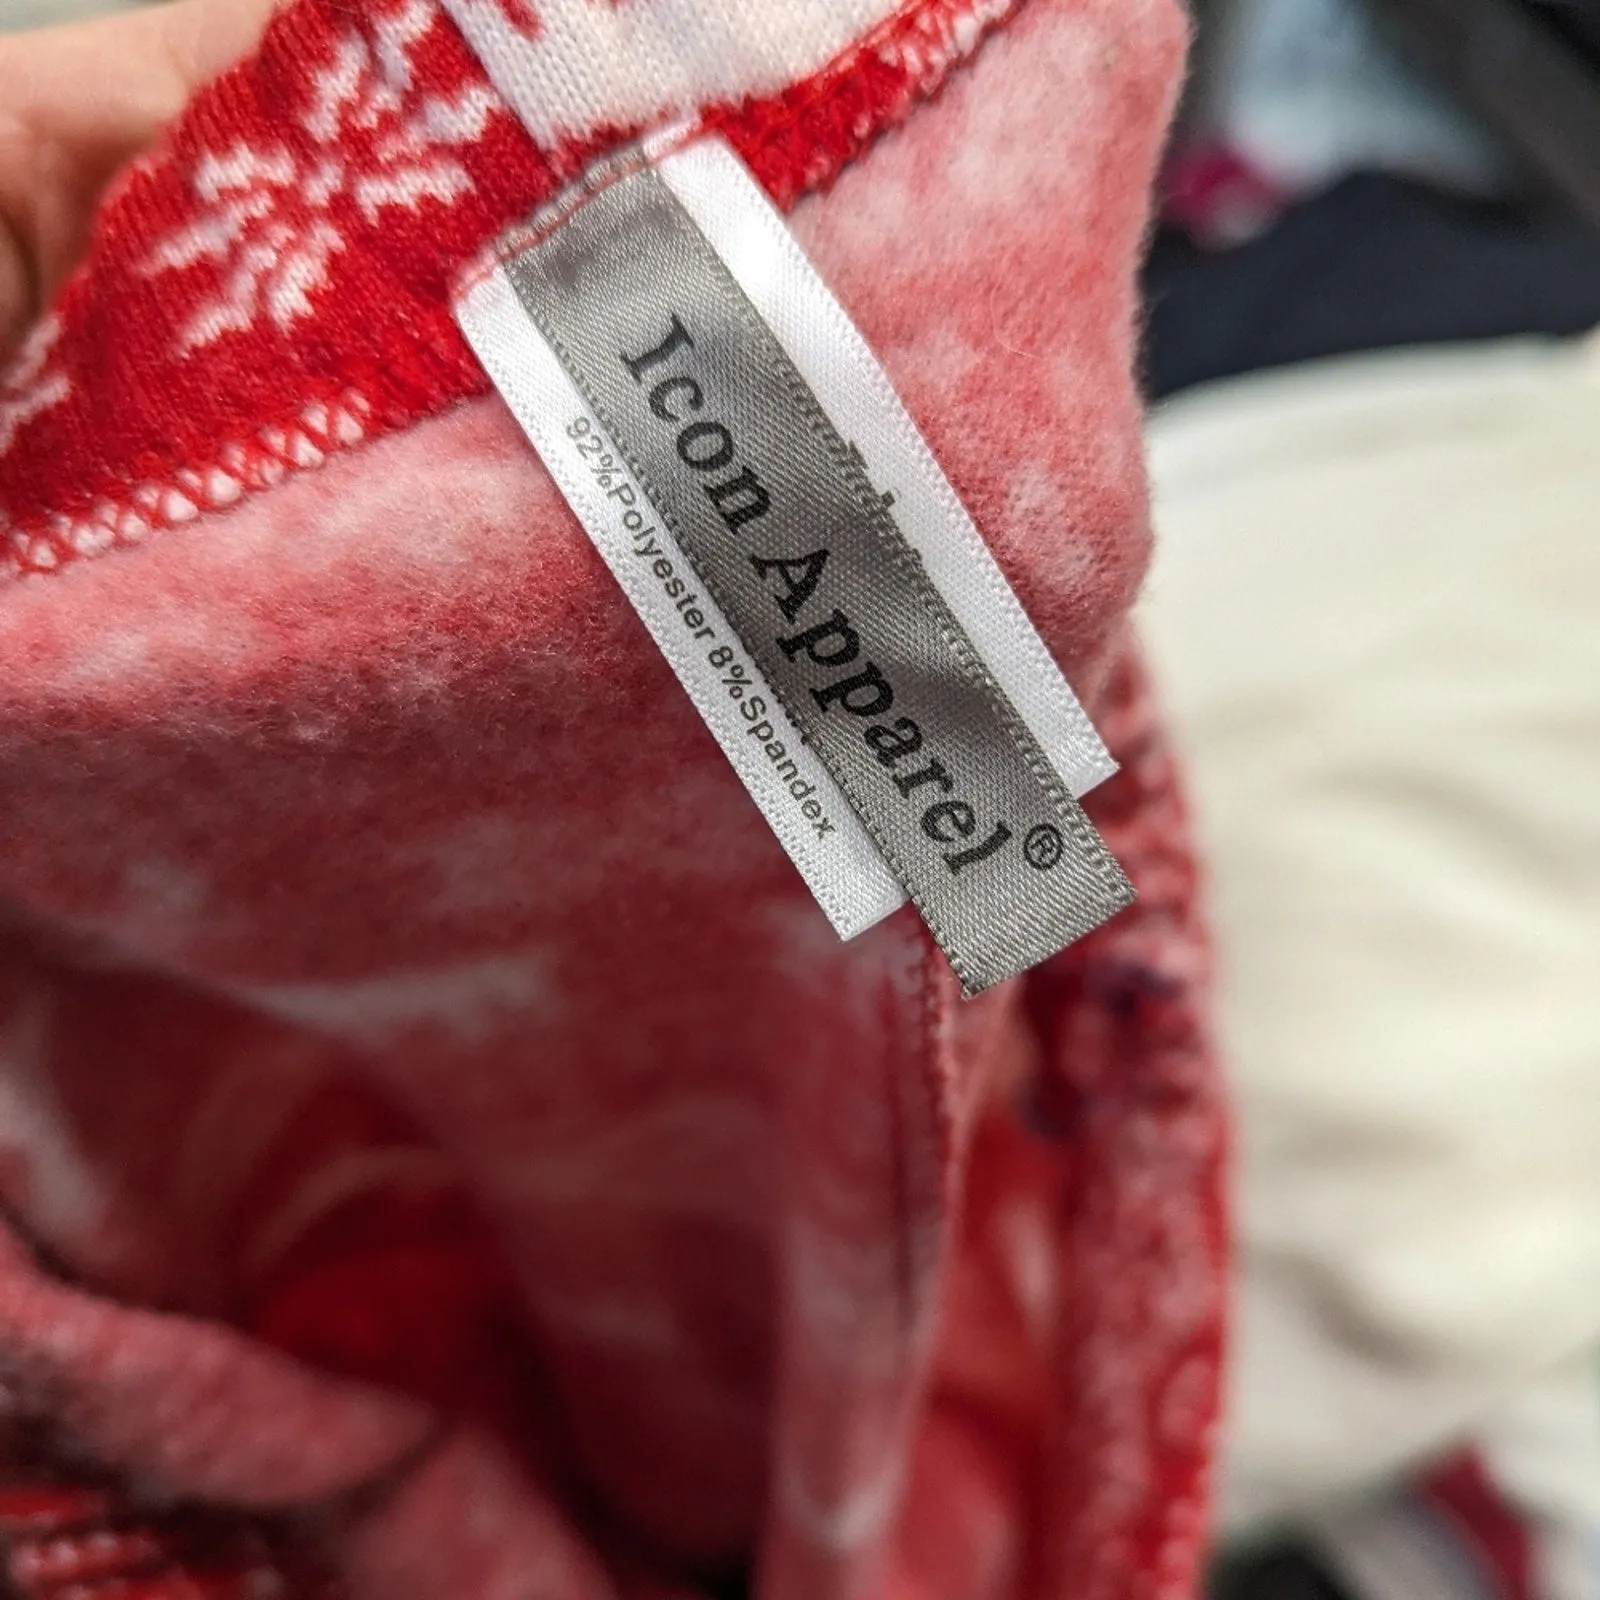 Icon Apparel®
92%Polyester 8%Spandex